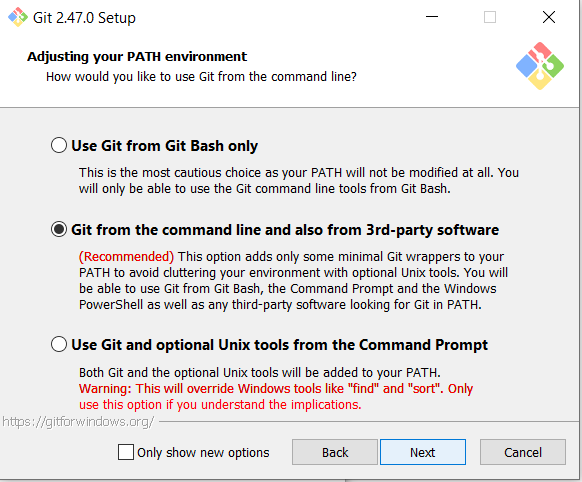 Git 2.47.0 Setup
Adjusting your PATH environment
How would you like to use Git from the command line?
Use Git from Git Bash only
This is the most cautious choice as your PATH will not be modified at all. You
will only be able to use the Git command line tools from Git Bash.
Git from the command line and also from 3rd-party software
(Recommended) This option adds only some minimal Git wrappers to your
PATH to avoid cluttering your environment with optional Unix tools. You will
be able to use Git from Git Bash, the Command Prompt and the Windows
PowerShell as well as any third-party software looking for Git in PATH.
Use Git and optional Unix tools from the Command Prompt
Both Git and the optional Unix tools will be added to your PATH.
Warning: This will override Windows tools like "find" and "sort". Only
use this option if you understand the implications.
https://gitforwindows.org/
Only show new options
Back
Next
Cancel